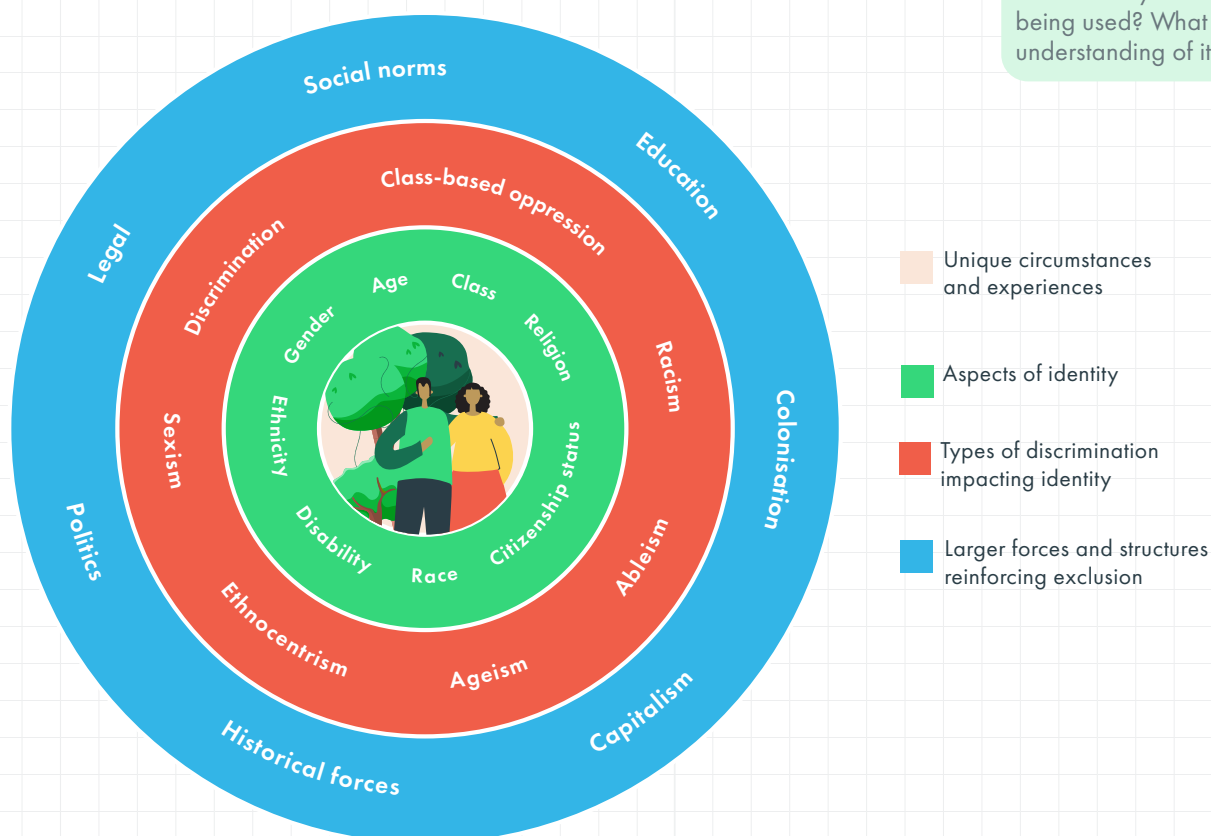 being used? What
understanding of it
Social norms
Education
Colonisation
Capitalism
Historical forces
Politics
Legal
Class-based oppression
Racism
Ableism
Ageism
Ethnocentrism
Sexism
Discrimination
Age
Class
Religion
Citizenship status
Race
Disability
Ethnicity
Gender
Unique circumstances
and experiences
Aspects of identity
Types of discrimination
impacting identity
Larger forces and structures
reinforcing exclusion